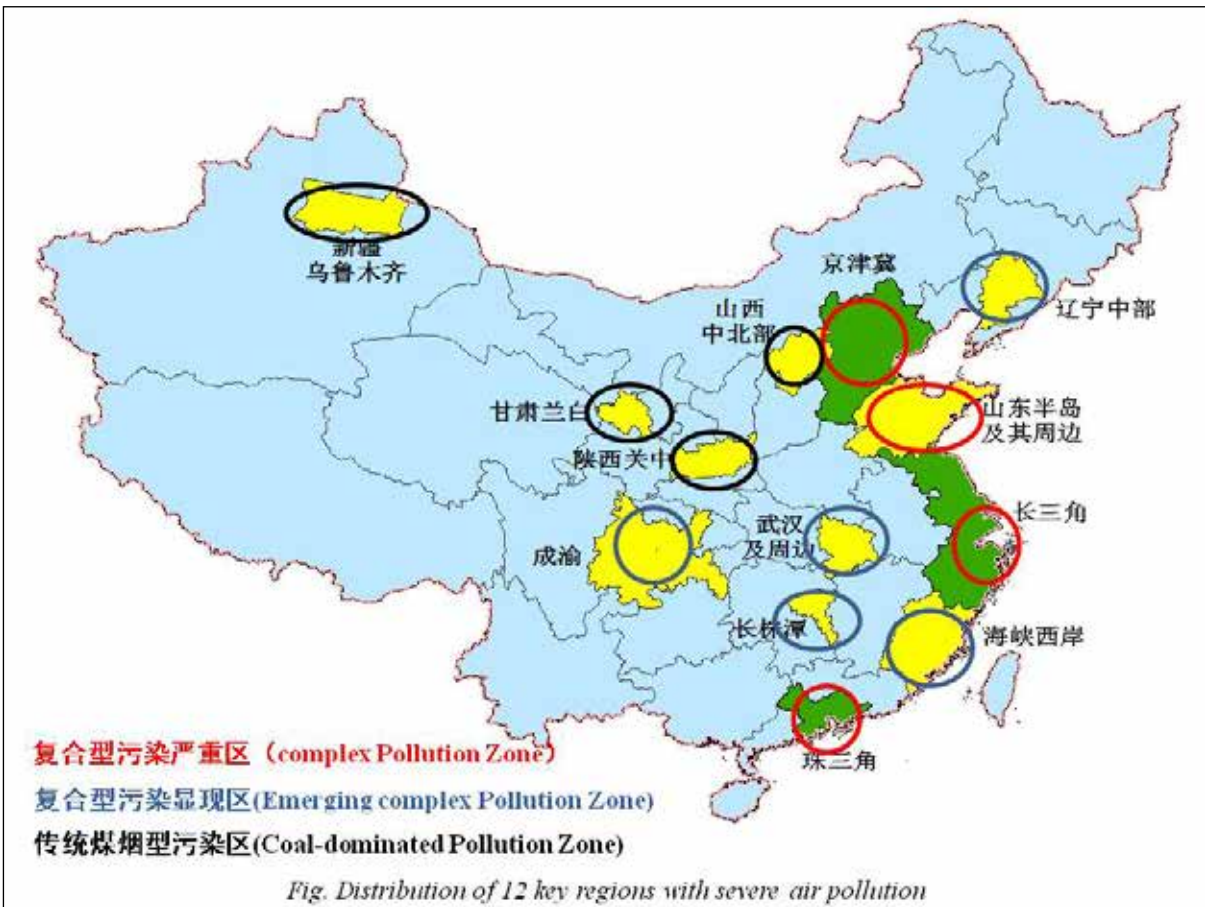 新疆
乌鲁木齐
京津冀
辽宁中部
山西
中北部
甘肃兰白
山东半岛
及其周边
陕西关中
长三角
武汉
及周边
成渝
长株潭
海峡西岸
珠三角
复合型污染严重区（complex Pollution Zone）
复合型污染显现区(Emerging complex Pollution Zone)
传统煤烟型污染区(Coal-dominated Pollution Zone)
Fig. Distribution of 12 key regions with severe air pollution